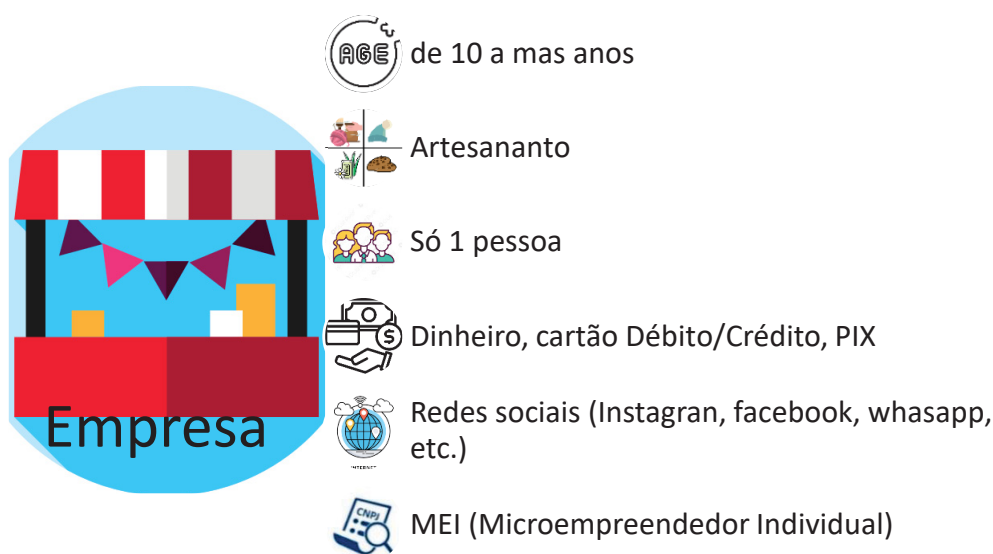 AGE
de 10 a mas anos
Artesananto
Só 1 pessoa
Dinheiro, cartão Débito/Crédito, PIX
Empresa
Redes sociais (Instagran, facebook, whasapp,
etc.)
INTERNET
CNPJ
MEI (Microempreendedor Individual)